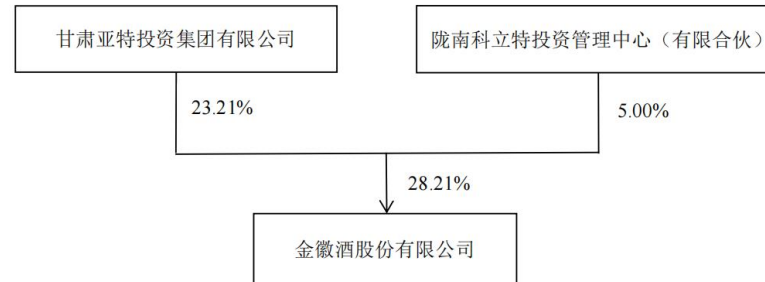 甘肃亚特投资集团有限公司
陇南科立特投资管理中心（有限合伙）
23.21%
5.00%
28.21%
金徽酒股份有限公司